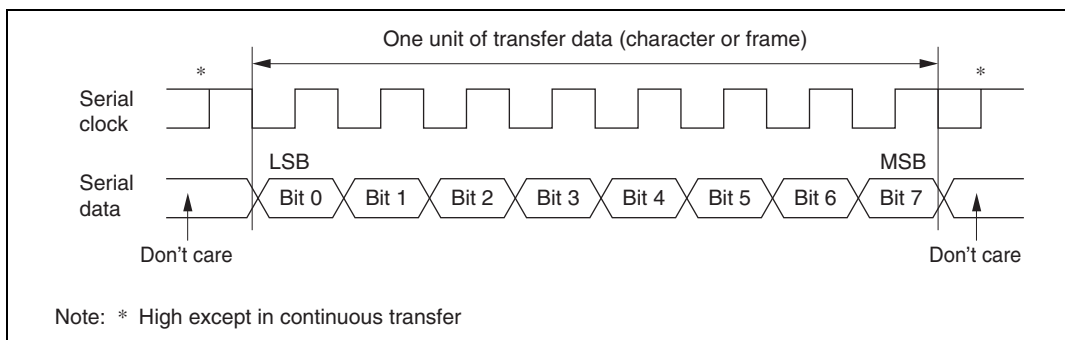 One unit of transfer data (character or frame)
*
*
Serial
clock
LSB
MSB
Serial
data
Bit 0
Bit 1
Bit 2
Bit 3
Bit 4
Bit 5
Bit 6
Bit 7
Don't care
Don't care
Note: * High except in continuous transfer